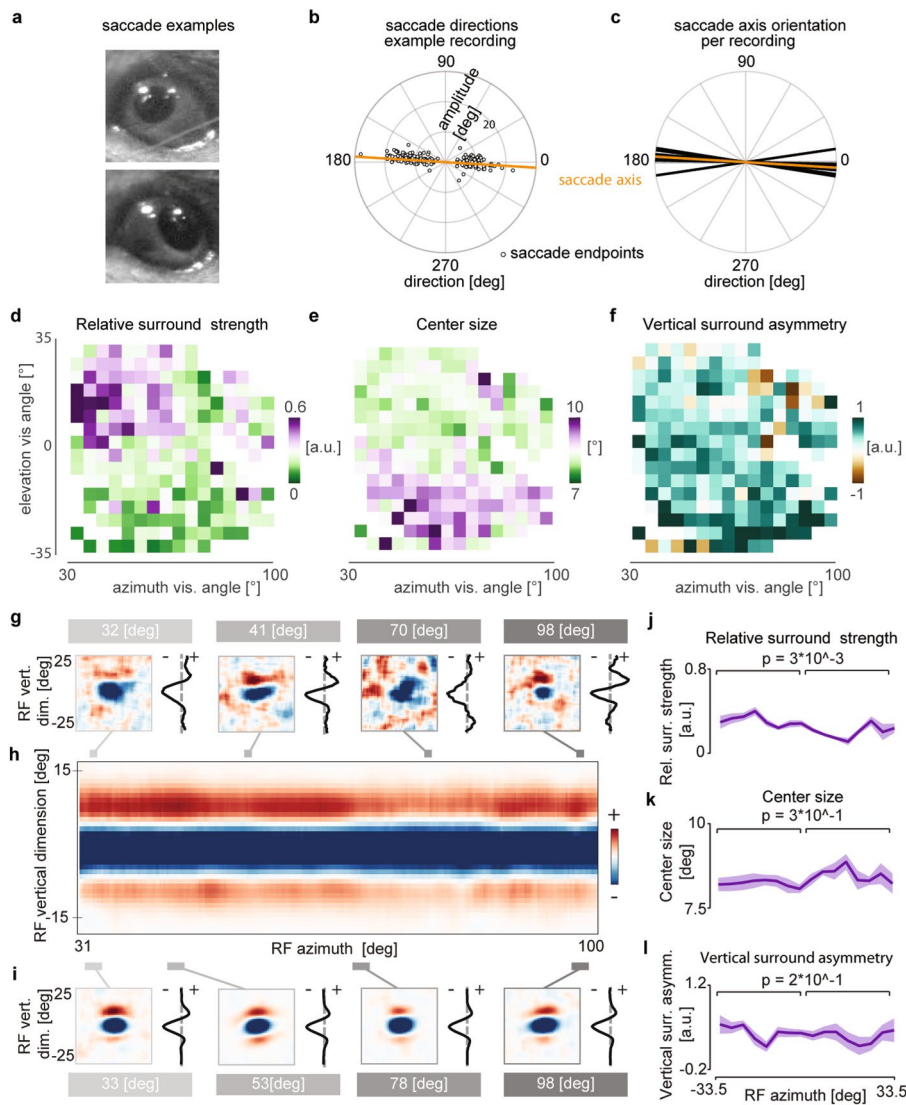 a
saccade examples
b
saccade directions
example recording
90
amplitude
[deg]
20
180
0
saccade axis
270
saccade endpoints
direction [deg]
c
saccade axis orientation
per recording
90
180
0
270
direction [deg]
d
Relative surround strength
35
elevation vis angle [°]
0
-35
30
100
azimuth vis. angle [°]
0.6
[a.u.]
0
e
Center size
10
[°]
7
30
100
azimuth vis. angle [°]
f
Vertical surround asymmetry
1
[a.u.]
-1
30
100
azimuth vis. angle [°]
g
32 [deg]
41 [deg]
70 [deg]
98 [deg]
RF vert.
dim. [deg]
25
-25
- +
- +
- +
- +
h
RF vertical dimension [deg]
15
-15
+
-
31
RF azimuth [deg]
100
i
RF vert.
dim. [deg]
25
-25
- +
- +
- +
- +
33 [deg]
53[deg]
78 [deg]
98 [deg]
j
Relative surround strength
p = 3*10^-3
Rel. surr. strength
[a.u.]
0.8
0
k
Center size
p = 3*10^-1
Center size
[deg]
10
7.5
l
Vertical surround asymmetry
p = 2*10^-1
Vertical surr. asymm.
[a.u.]
1.2
-0.2
-33.5
RF azimuth [deg]
33.5